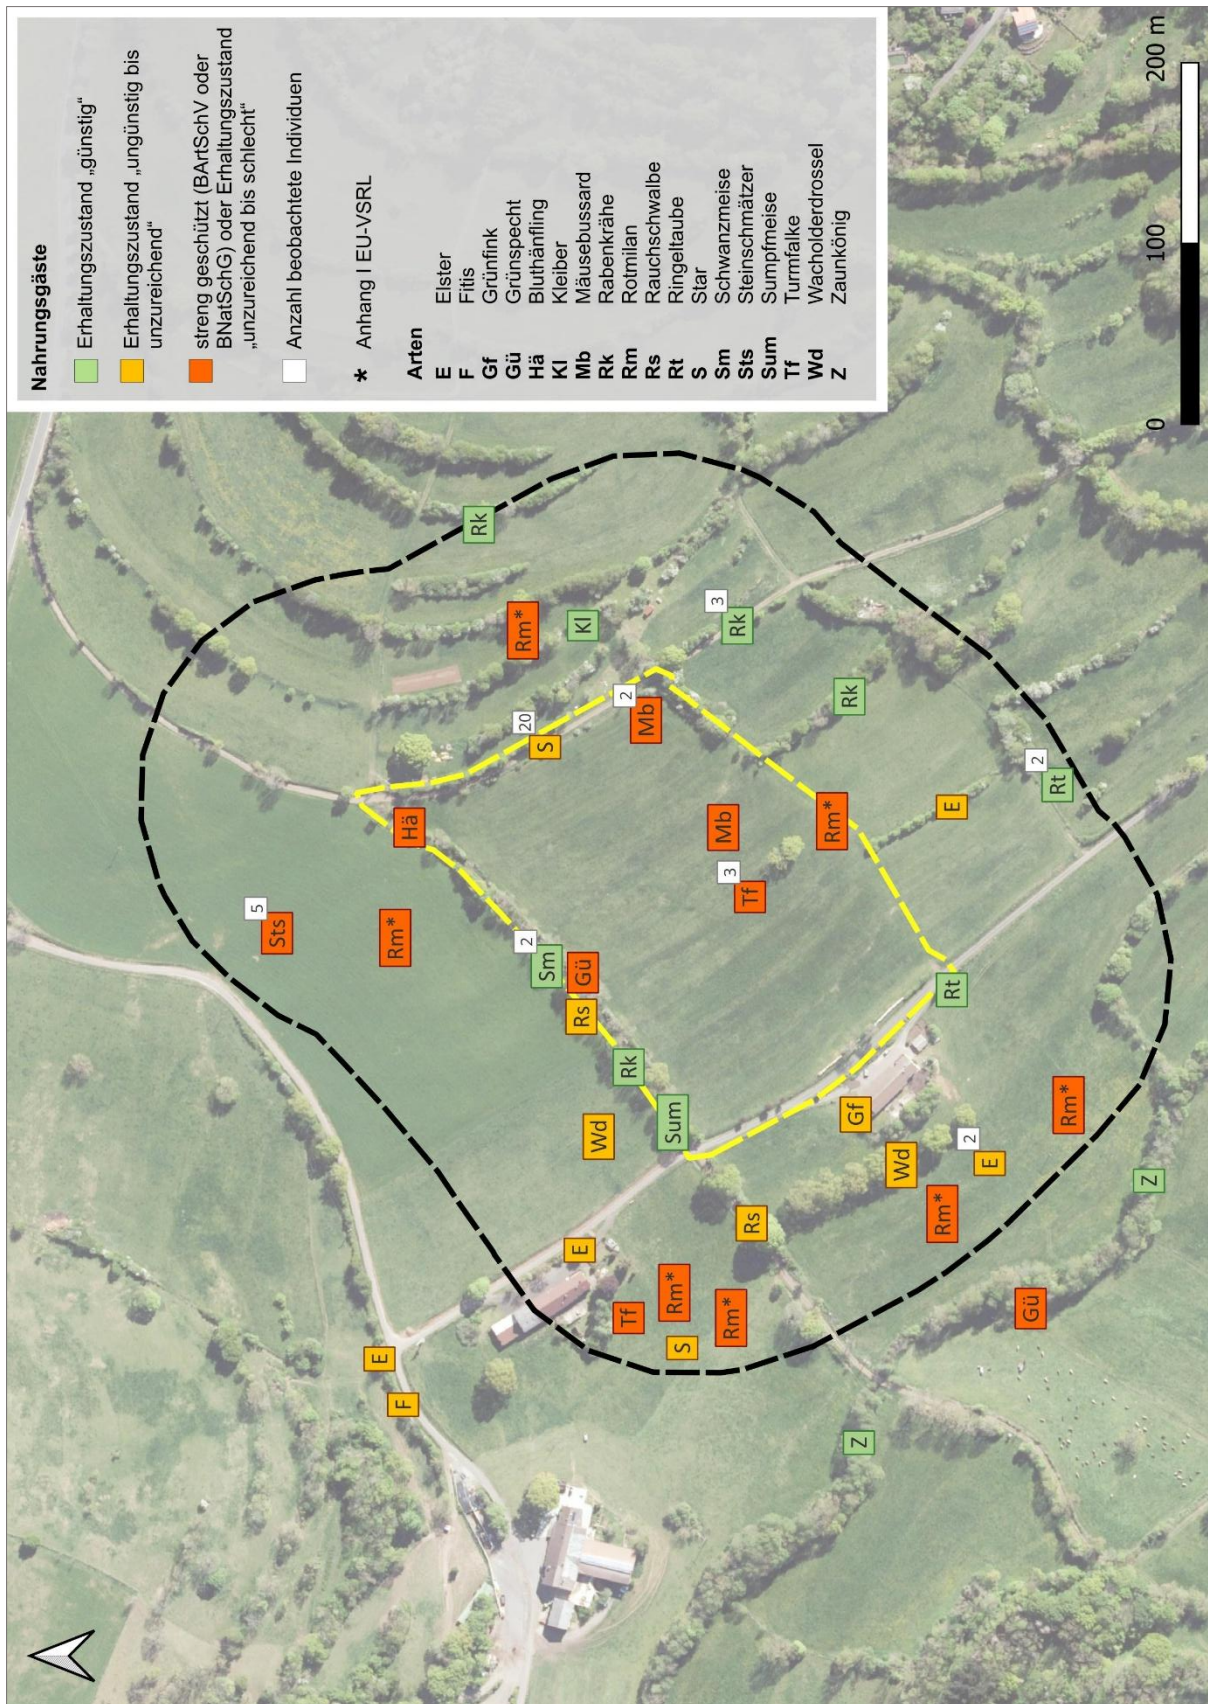 Nahrungsgäste
Erhaltungszustand „günstig“
Erhaltungszustand „ungünstig bis
unzureichend“
streng geschützt (BArtSchV oder
BNatSchG) oder Erhaltungszustand
„unzureichend bis schlecht“
Anzahl beobachtete Individuen
* Anhang I EU-VSRL
Arten
E Elster
F Fitis
Gf Grünfink
Gü Grünspecht
Hä Bluthänfling
Kl Kleiber
Mb Mäusebussard
Rk Rabenkrähe
Rm Rotmilan
Rs Rauchschwalbe
Rt Ringeltaube
S Star
Sm Schwanzmeise
Sts Steinschmätzer
Sum Sumpfmeise
Tf Turmfalke
Wd Wacholderdrossel
Z Zaunkönig
0 100 200 m
5
Sts
E
F
Rm*
Hä
Rk
2
Sm
20
S
Rm*
E
Wd
Rs
Gü
Kl
Tf
Rk
2
Mb
S
Rm*
Sum
Rm*
Rs
3
Tf
Mb
3
Rk
Z
Gf
Rm*
Rk
Wd
Rm*
2
E
Rt
E
Gü
Rm*
2
Rt
Z